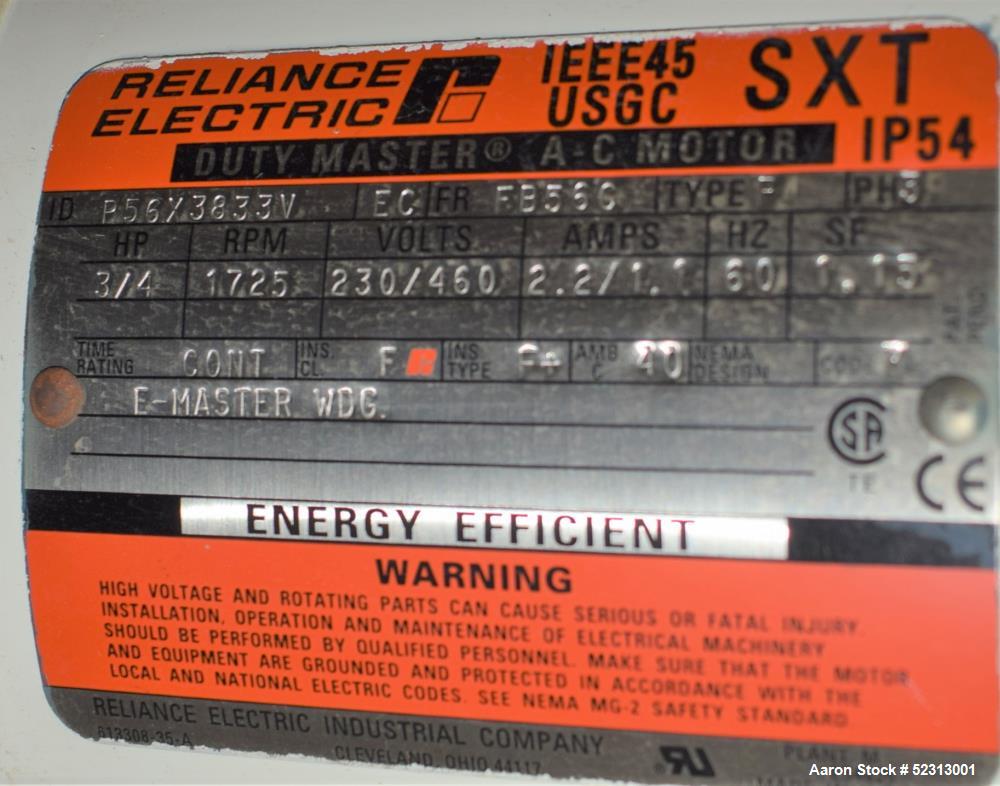 RELIANCE ELECTRIC
IEEE45 USGC
SXT
IP54
DUTY MASTER® A-C MOTOR
ID P56X3833V EC FR FB56C TYPE P PH3
HP RPM VOLTS AMPS HZ SF
3/4 1725 230/460 2.2/1.1 60 1.15
TIME RATING CONT INS. CL. F R INS TYPE AMB °C 40 NEMA DESIGN
E-MASTER WDG.
SA
CE
ENERGY EFFICIENT
WARNING
HIGH VOLTAGE AND ROTATING PARTS CAN CAUSE SERIOUS OR FATAL INJURY.
INSTALLATION, OPERATION AND MAINTENANCE OF ELECTRICAL MACHINERY
SHOULD BE PERFORMED BY QUALIFIED PERSONNEL. MAKE SURE THAT THE MOTOR
AND EQUIPMENT ARE GROUNDED AND PROTECTED IN ACCORDANCE WITH THE
LOCAL AND NATIONAL ELECTRIC CODES. SEE NEMA MG-2 SAFETY STANDARD
RELIANCE ELECTRIC INDUSTRIAL COMPANY
613308-35-A
CLEVELAND, OHIO 44117
PLANT
Aaron Stock # 52313001